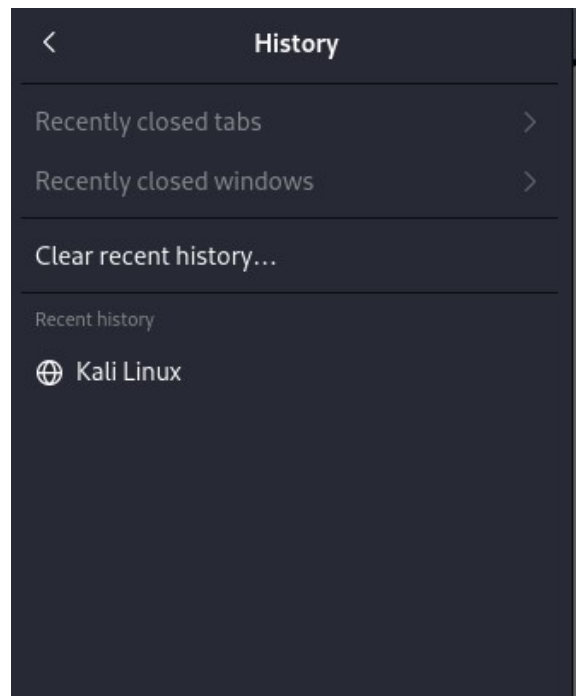 History
Recently closed tabs
Recently closed windows
Clear recent history...
Recent history
Kali Linux